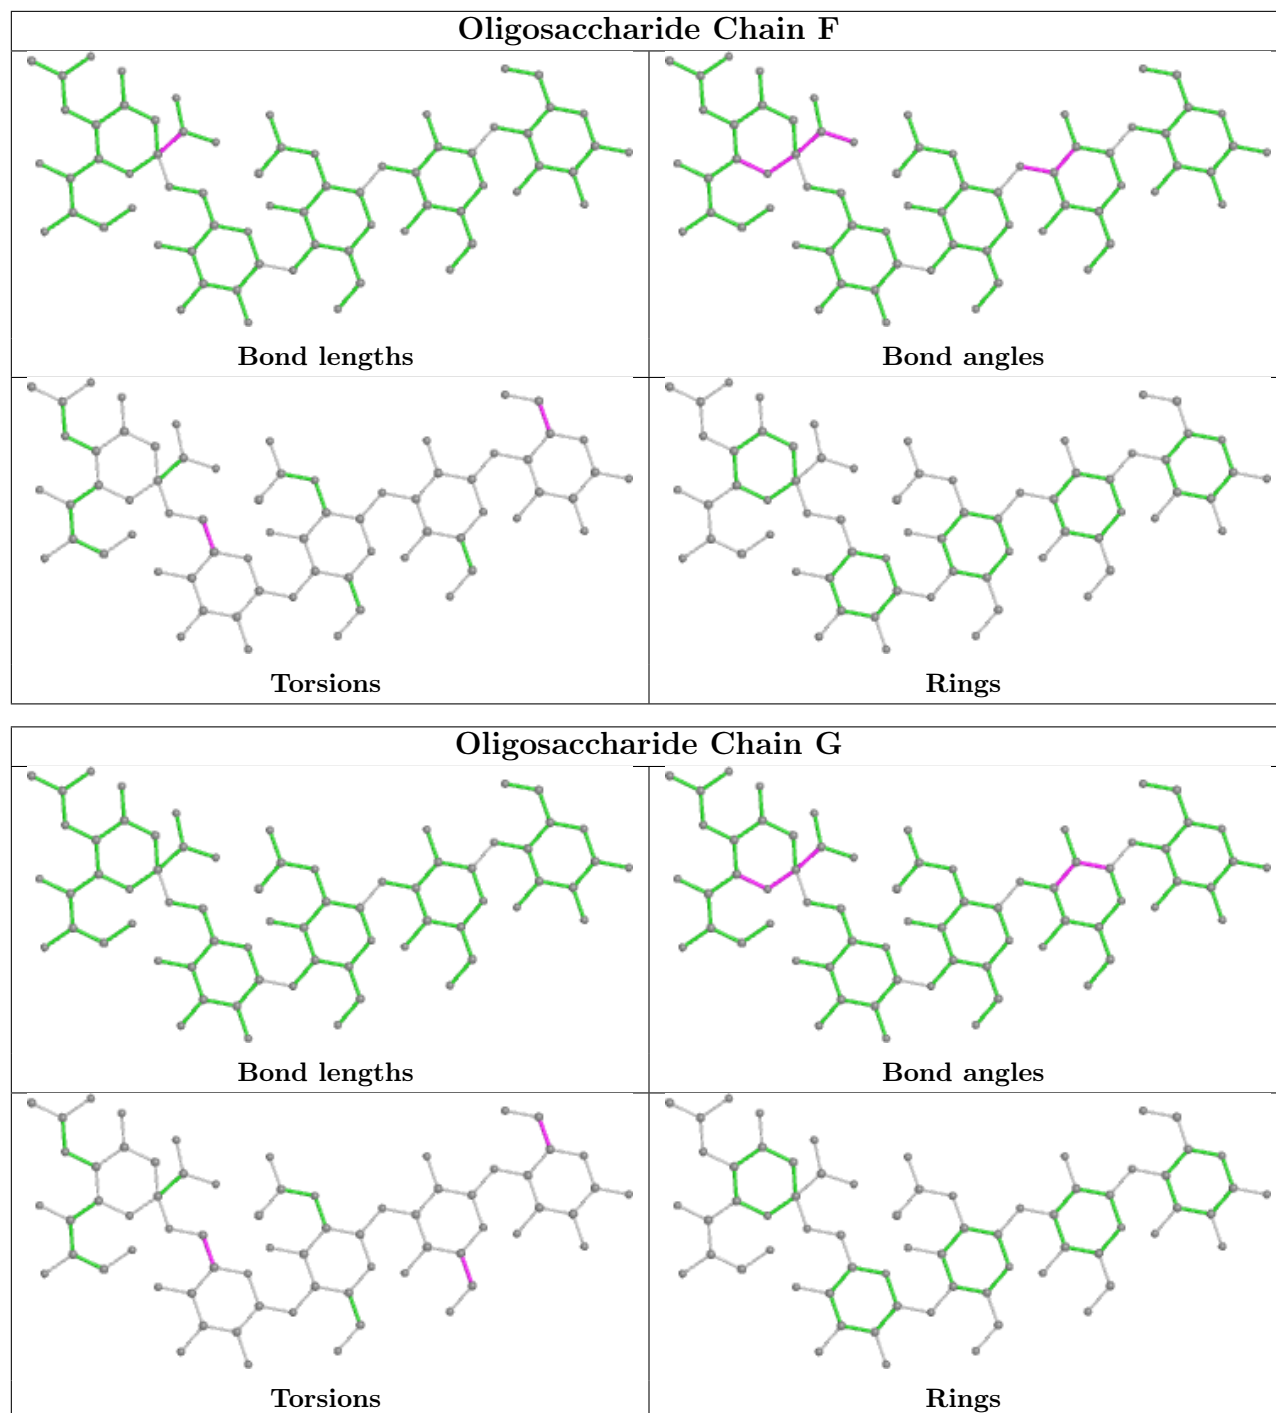 Oligosaccharide Chain F
Bond lengths
Bond angles
Torsions
Rings
Oligosaccharide Chain G
Bond lengths
Bond angles
Torsions
Rings